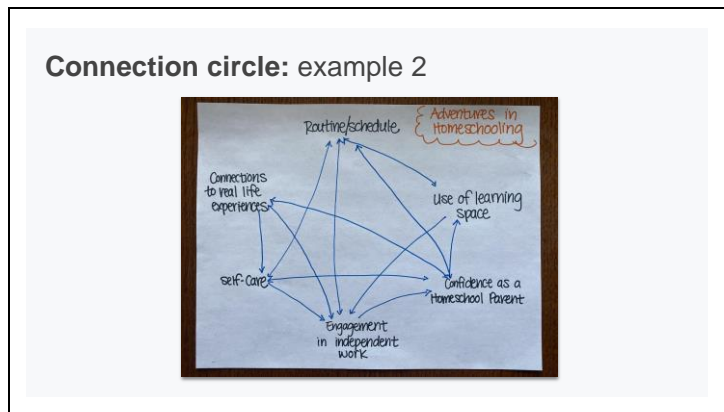 Connection circle: example 2
Adventures in
Homeschooling
Routine/schedule
Connections
to real life
experiences
Use of learning
space
Self-Care
Confidence as a
Homeschool Parent
Engagement
in independent
work